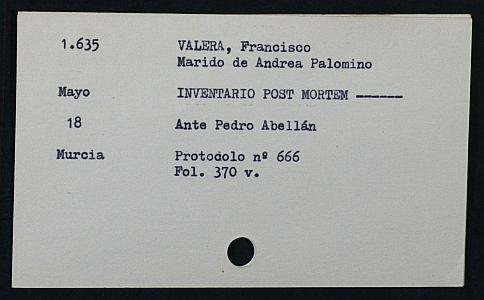 1.635 VALERA, Francisco
Marido de Andrea Palomino
Mayo INVENTARIO POST MORTEM ------
18 Ante Pedro Abellán
Murcia Protocolo nº 666
Fol. 370 v.